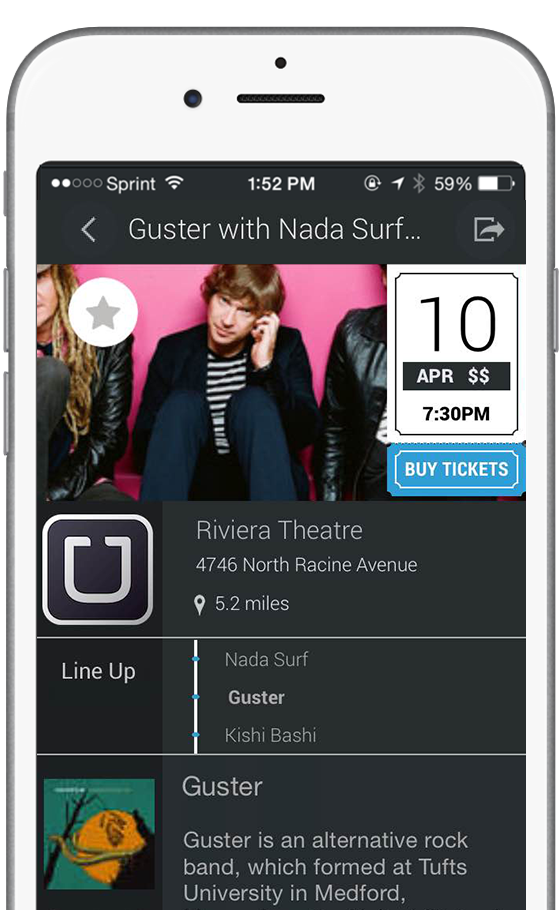 Sprint 1:52 PM 59%
Guster with Nada Surf...
10
APR $$
7:30PM
BUY TICKETS
Riviera Theatre
4746 North Racine Avenue
5.2 miles
Line Up
Nada Surf
Guster
Kishi Bashi
Guster
Guster is an alternative rock
band, which formed at Tufts
University in Medford,